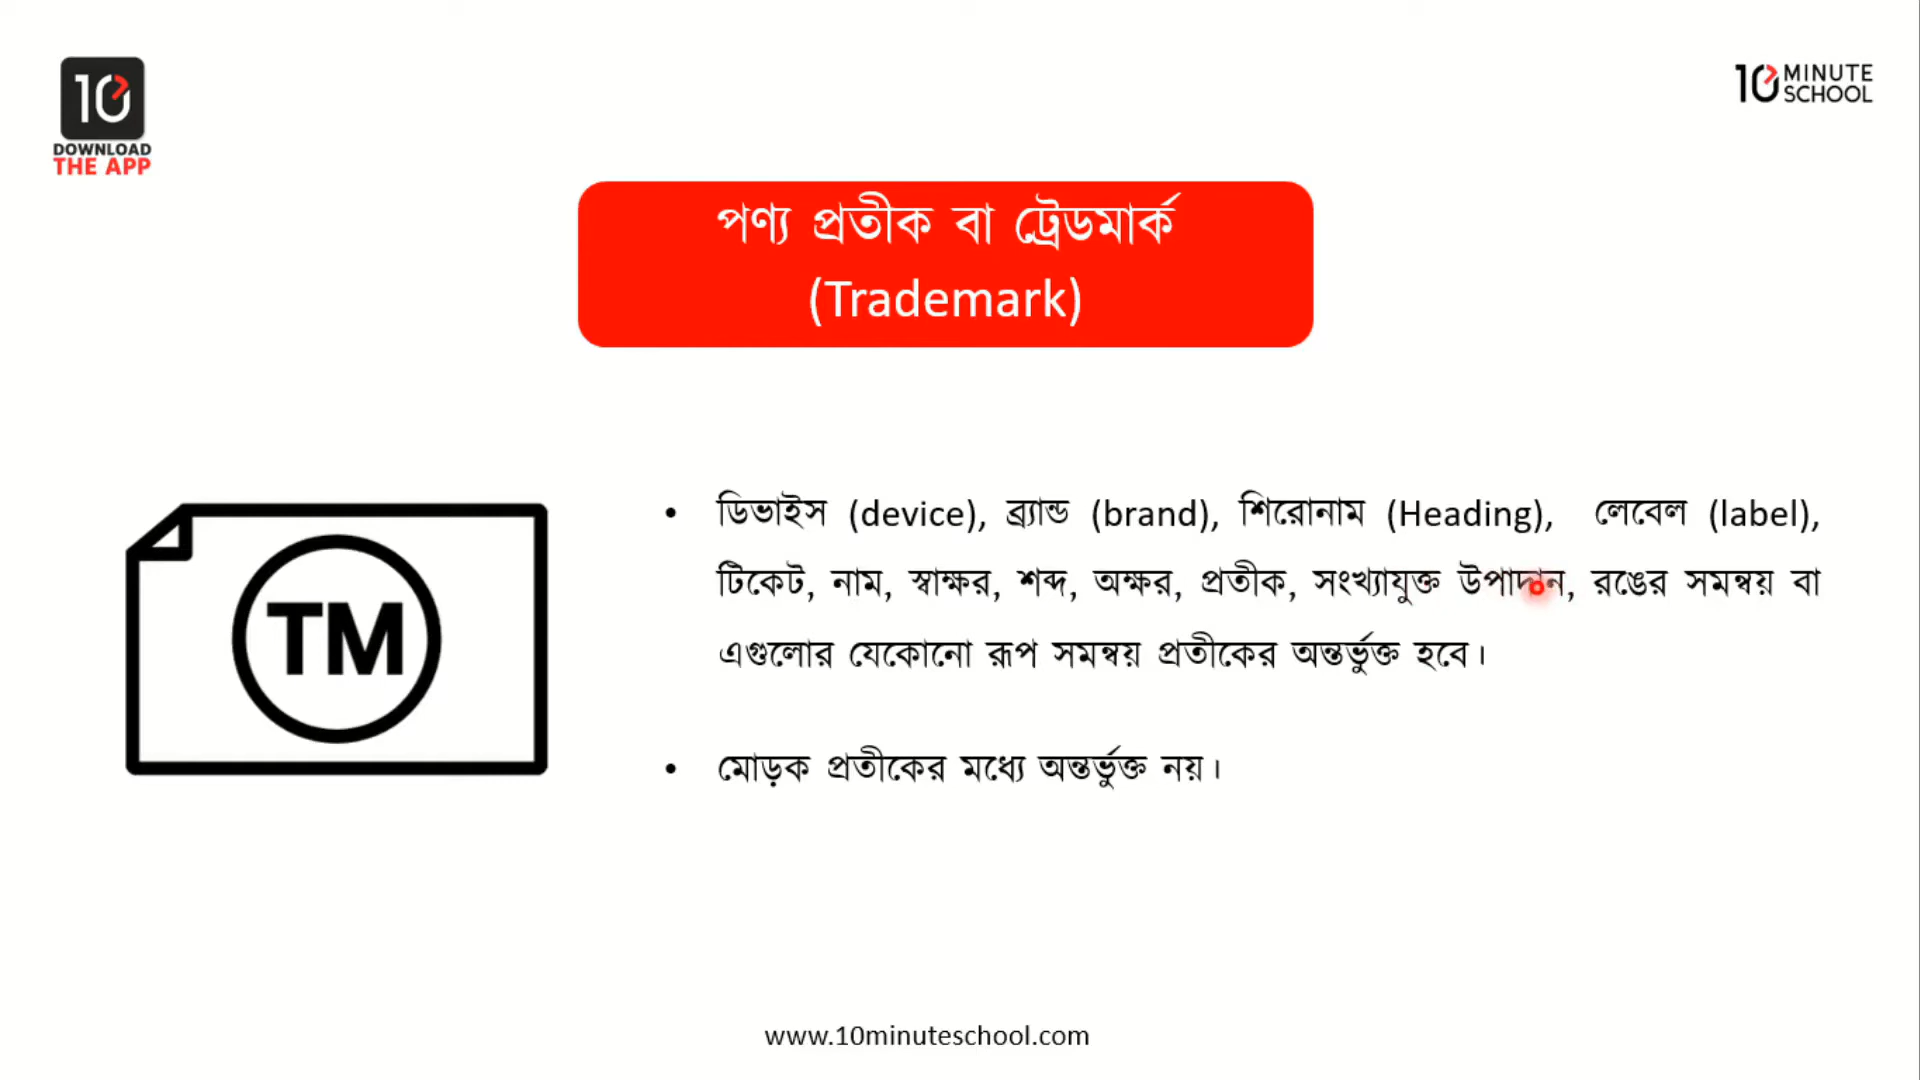 10
DOWNLOAD
THE APP
10 MINUTE
SCHOOL
পণ্য প্রতীক বা ট্রেডমার্ক
(Trademark)
TM
• ডিভাইস (device), ব্র্যান্ড (brand), শিরোনাম (Heading), লেবেল (label),
টিকেট, নাম, স্বাক্ষর, শব্দ, অক্ষর, প্রতীক, সংখ্যাযুক্ত উপাদান, রঙের সমন্বয় বা
এগুলোর যেকোনো রূপ সমন্বয় প্রতীকের অন্তর্ভুক্ত হবে।
• মোড়ক প্রতীকের মধ্যে অন্তর্ভুক্ত নয়।
www.10minuteschool.com